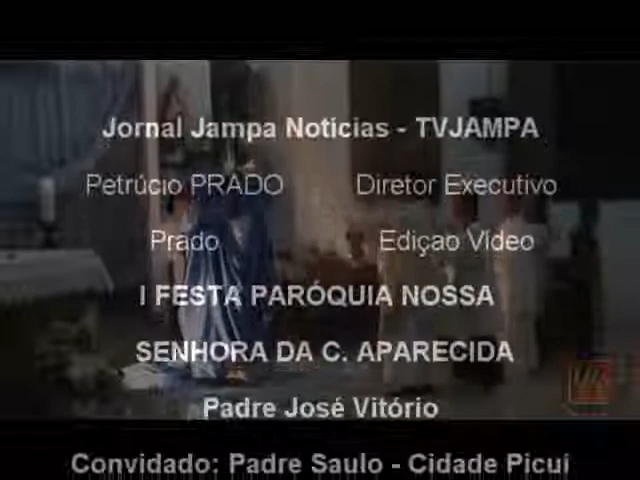 Jornal Jampa Noticias - TVJAMPA
Petrúcio PRADO Diretor Executivo
Prado Ediçao Vídeo
I FESTA PARÓQUIA NOSSA
SENHORA DA C. APARECIDA
Padre José Vitório
Convidado: Padre Saulo - Cidade Picuí